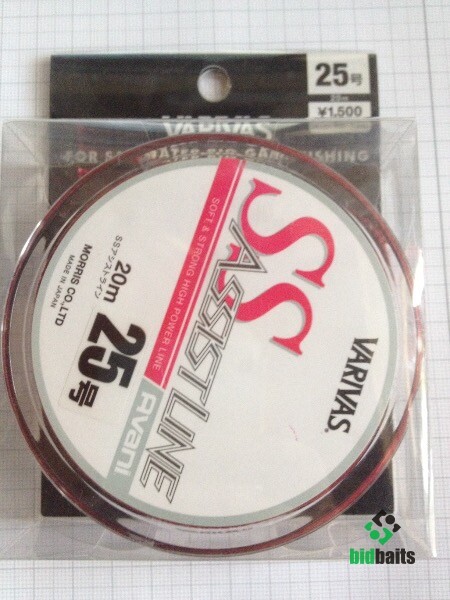 25号
¥1,500
VARIVAS
FOR SALTWATER BIG GAME FISHING
SS
ASSIST LINE
SOFT & STRONG HIGH POWER LINE
Avani
VARIVAS.
25号
20m
SSアシストライン
MORRIS CO.,LTD
MADE IN JAPAN
bidbaits